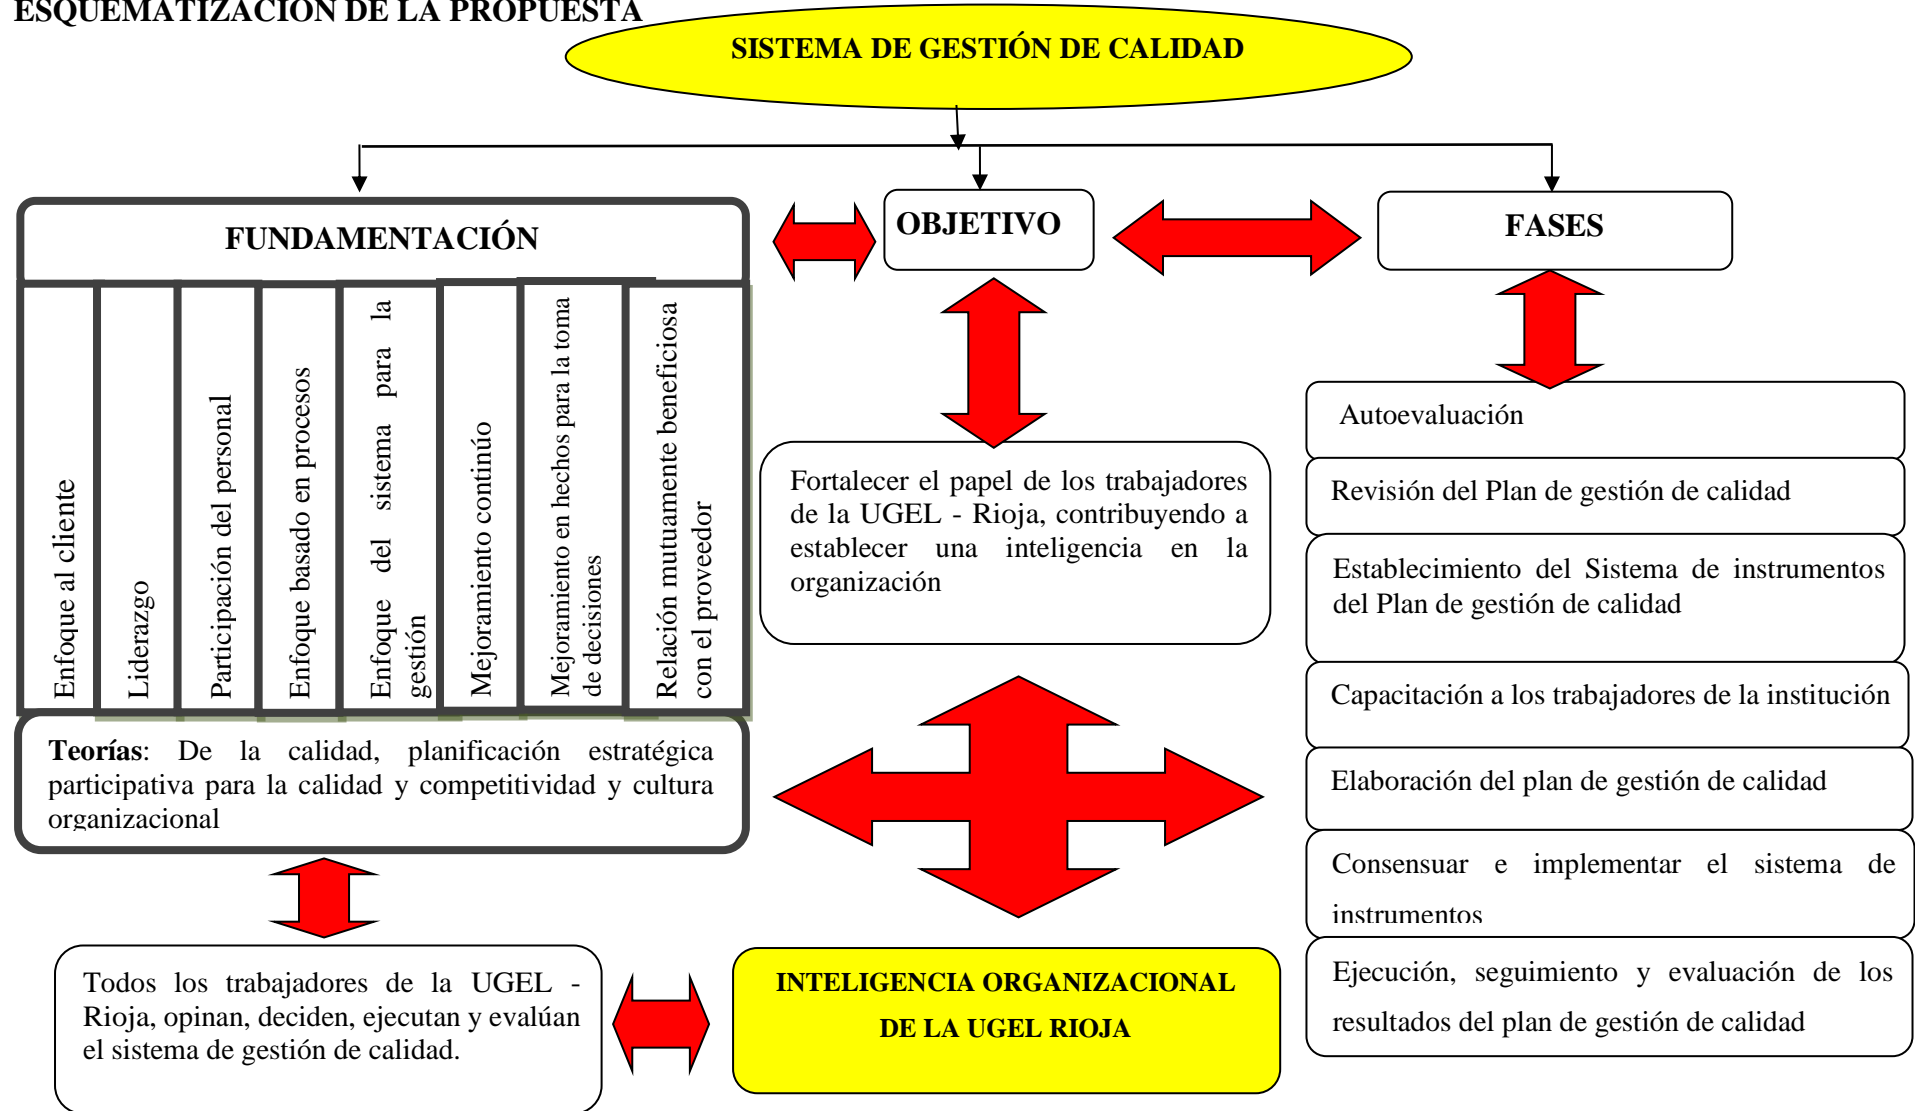 ESQUEMATIZACIÓN DE LA PROPUESTA
SISTEMA DE GESTIÓN DE CALIDAD
FUNDAMENTACIÓN
OBJETIVO
FASES
Enfoque al cliente
Liderazgo
Participación del personal
Enfoque basado en procesos
Enfoque del sistema para la
gestión
Mejoramiento continúo
Mejoramiento en hechos para la toma
de decisiones
Relación mutuamente beneficiosa
con el proveedor
Teorías: De la calidad, planificación estratégica
participativa para la calidad y competitividad y cultura
organizacional
Todos los trabajadores de la UGEL -
Rioja, opinan, deciden, ejecutan y evalúan
el sistema de gestión de calidad.
Fortalecer el papel de los trabajadores
de la UGEL - Rioja, contribuyendo a
establecer una inteligencia en la
organización
INTELIGENCIA ORGANIZACIONAL
DE LA UGEL RIOJA
Autoevaluación
Revisión del Plan de gestión de calidad
Establecimiento del Sistema de instrumentos
del Plan de gestión de calidad
Capacitación a los trabajadores de la institución
Elaboración del plan de gestión de calidad
Consensuar e implementar el sistema de
instrumentos
Ejecución, seguimiento y evaluación de los
resultados del plan de gestión de calidad